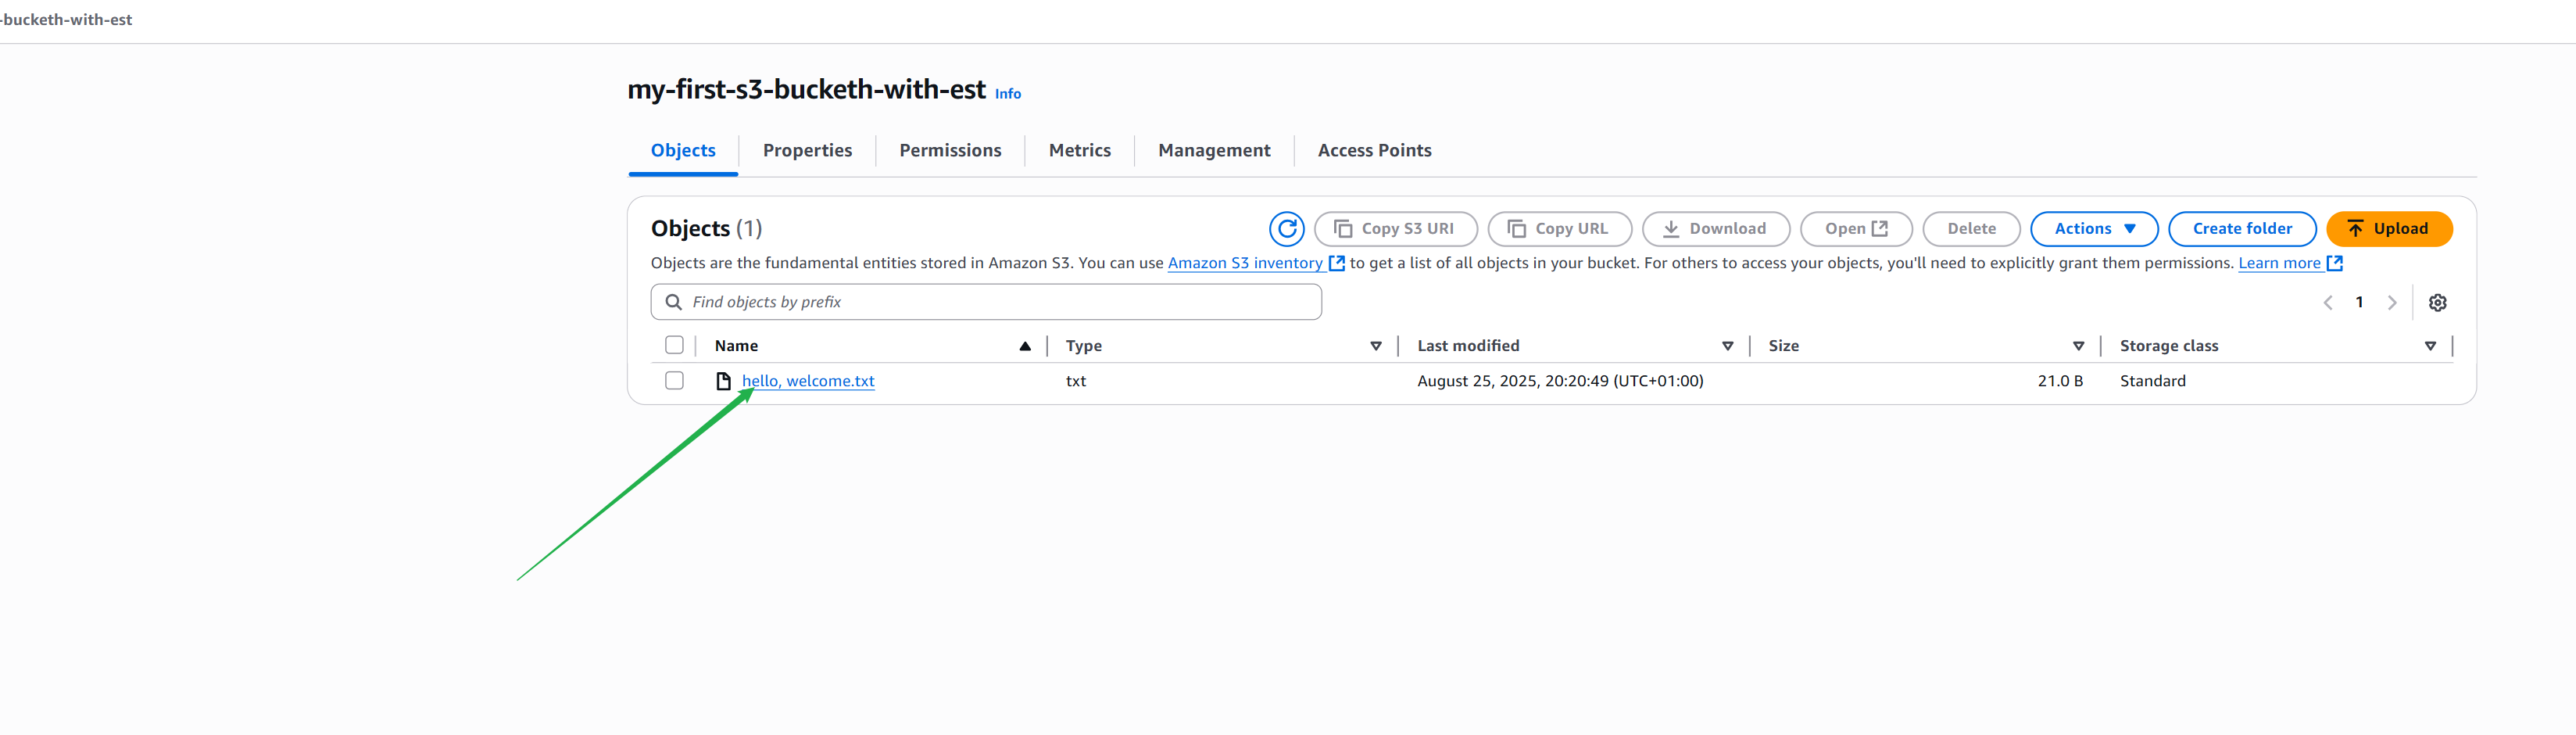 -bucketh-with-est
my-first-s3-bucketh-with-est Info
Objects Properties Permissions Metrics Management Access Points
Objects (1) Copy S3 URI Copy URL Download Open Delete Actions Create folder Upload
Objects are the fundamental entities stored in Amazon S3. You can use Amazon S3 inventory to get a list of all objects in your bucket. For others to access your objects, you'll need to explicitly grant them permissions. Learn more
Find objects by prefix 1
Name Type Last modified Size Storage class
hello, welcome.txt txt August 25, 2025, 20:20:49 (UTC+01:00) 21.0 B Standard